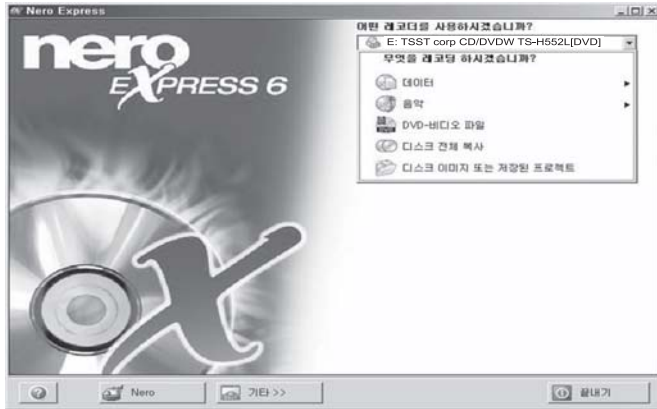 Nero Express
nero
EXPRESS 6
어떤 레코더를 사용하시겠습니까?
E: TSST corp CD/DVDW TS-H552L[DVD]
무엇을 레코딩 하시겠습니까?
데이터
음악
DVD-비디오 파일
디스크 전체 복사
디스크 이미지 또는 저장된 프로젝트
Nero
기타 >>
끝내기